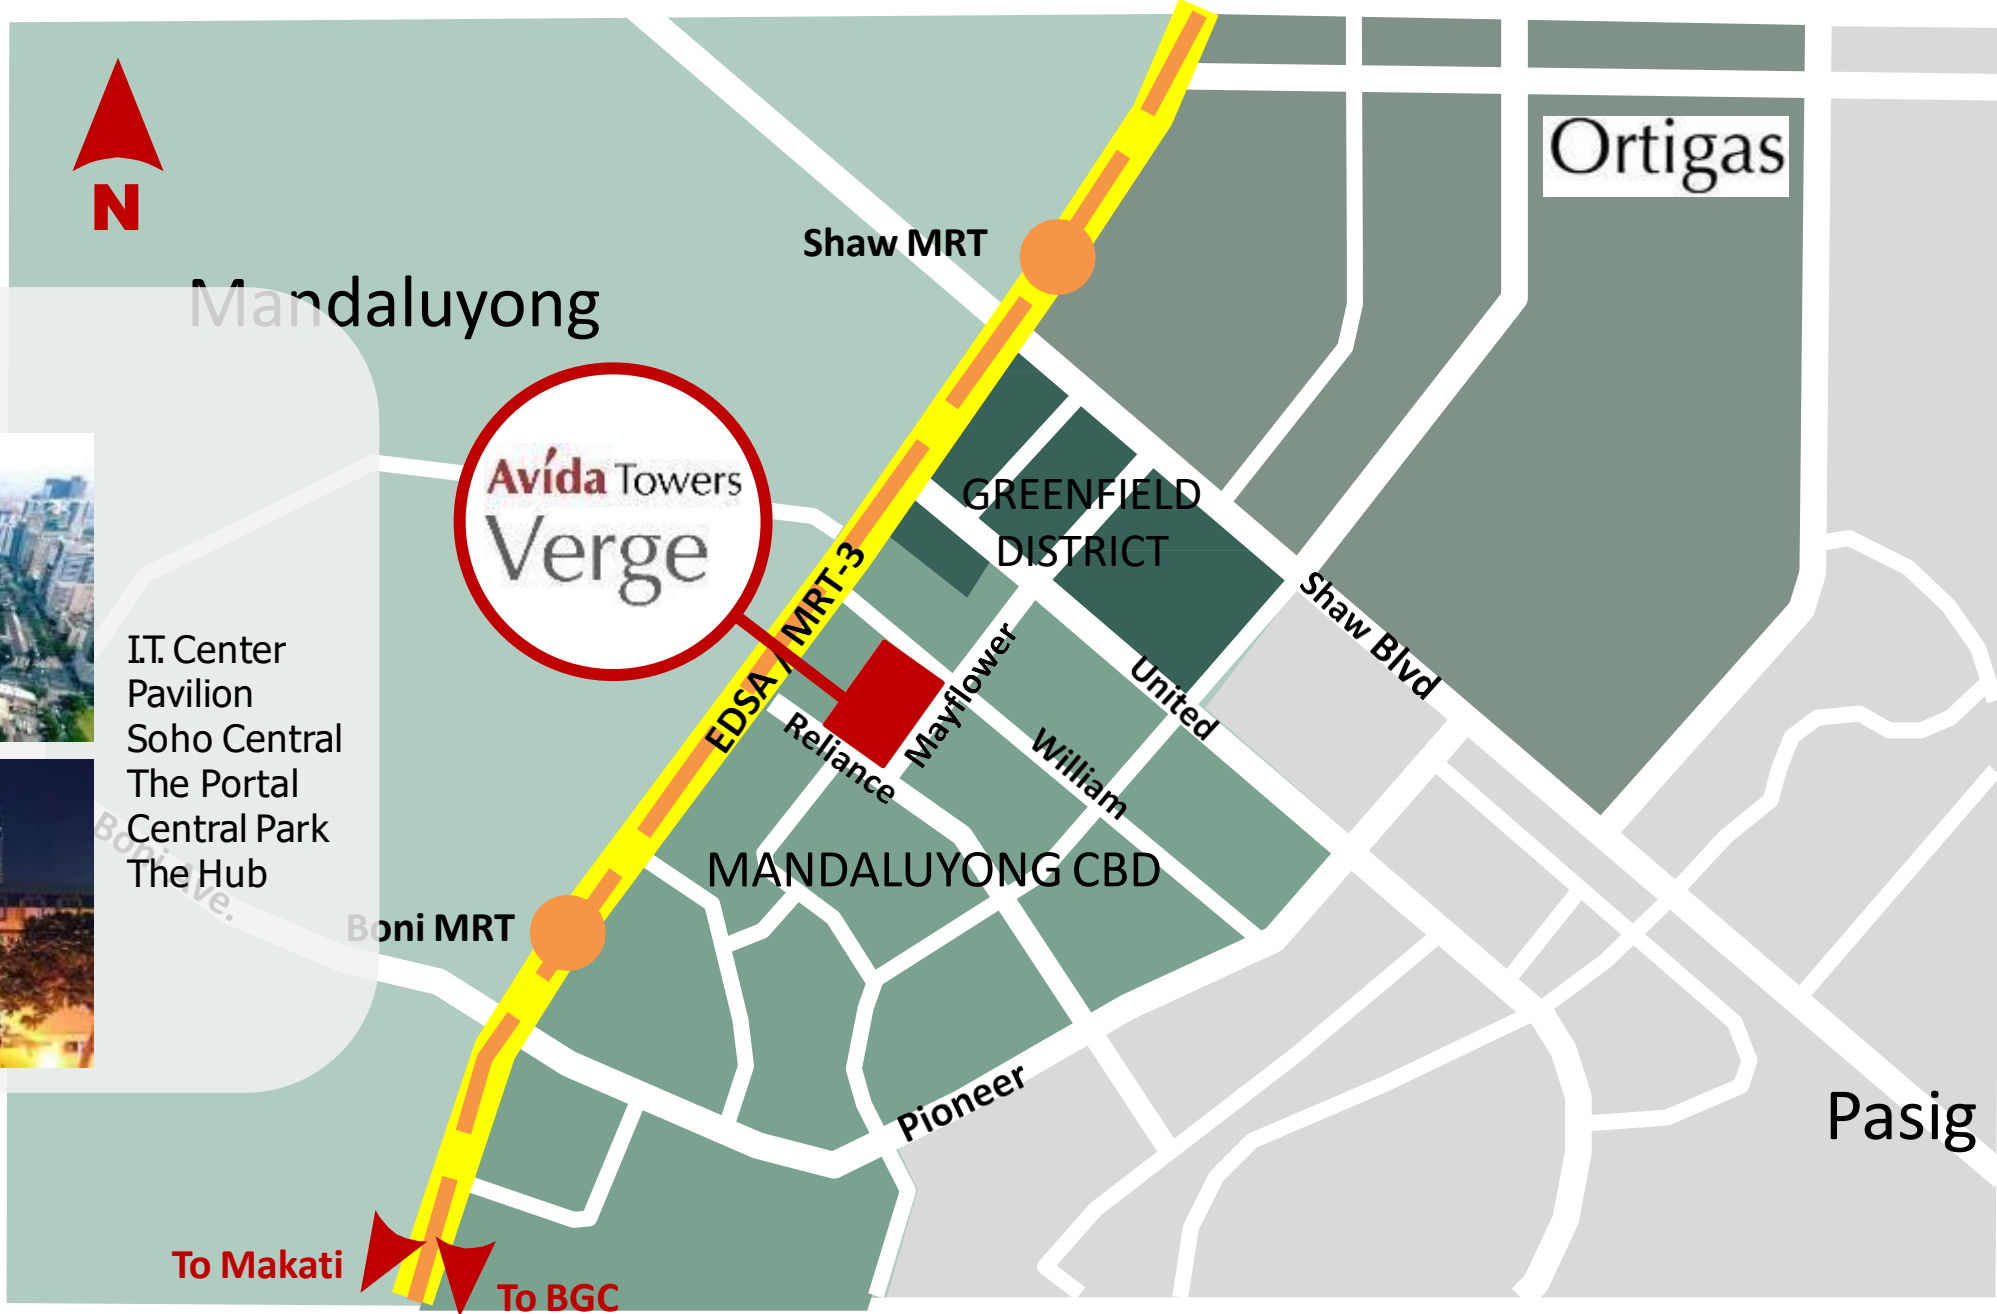 Ortigas
N
Shaw MRT
Mandaluyong
Avida Towers
Verge
GREENFIELD
DISTRICT
EDSA / MRT-3
Shaw Blvd
Mayflower
United
Reliance
William
I.T. Center
Pavilion
Soho Central
The Portal
Central Park
The Hub
Boni Ave.
MANDALUYONG CBD
Boni MRT
Pioneer
Pasig
To Makati
To BGC